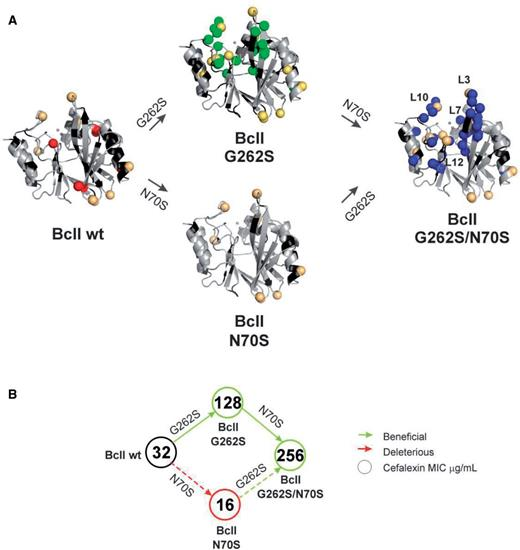 A
G262S
N70S
BcII wt
BcII
G262S
BcII
N70S
N70S
G262S
L10
L3
L7
L12
BcII
G262S/N70S
B
BcII wt
32
G262S
128
BcII
G262S
N70S
N70S
16
BcII
N70S
G262S
256
BcII
G262S/N70S
Beneficial
Deleterious
Cefalexin MIC µg/mL